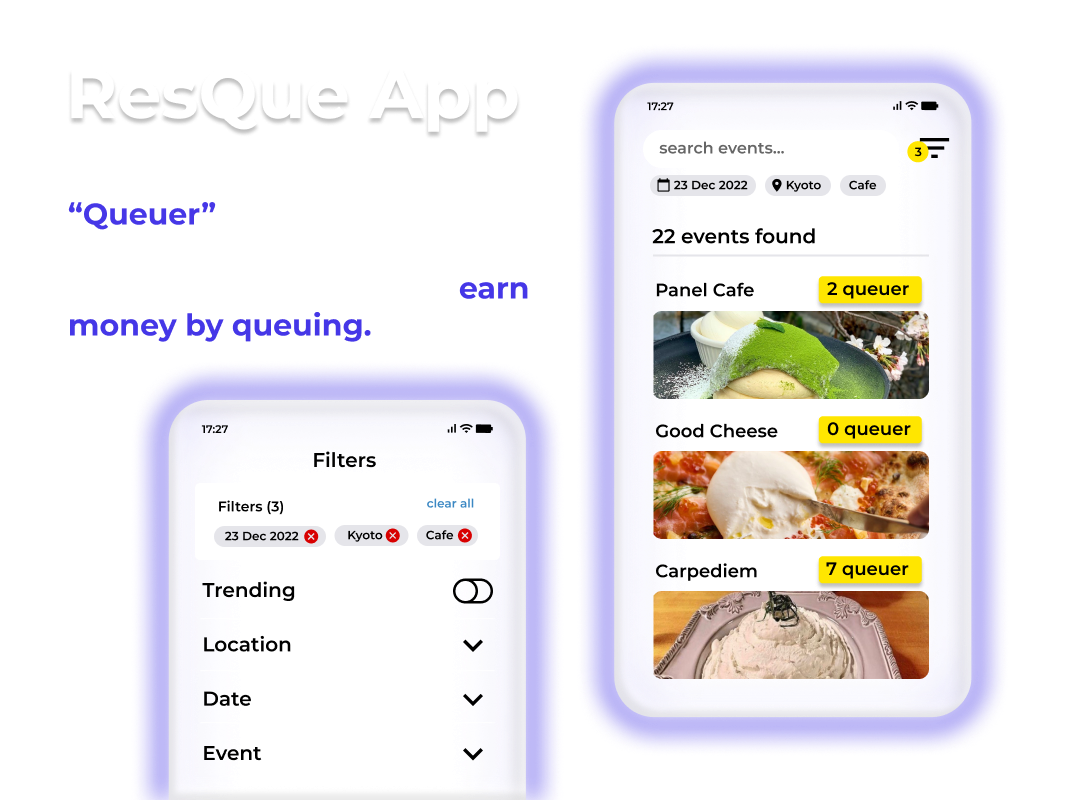 ResQue App
“Queuer”
earn
money by queuing.
17:27
Filters
Filters (3)
clear all
23 Dec 2022
Kyoto
Cafe
Trending
Location
Date
Event
17:27
search events...
3
23 Dec 2022
Kyoto
Cafe
22 events found
Panel Cafe
2 queuer
Good Cheese
0 queuer
Carpediem
7 queuer